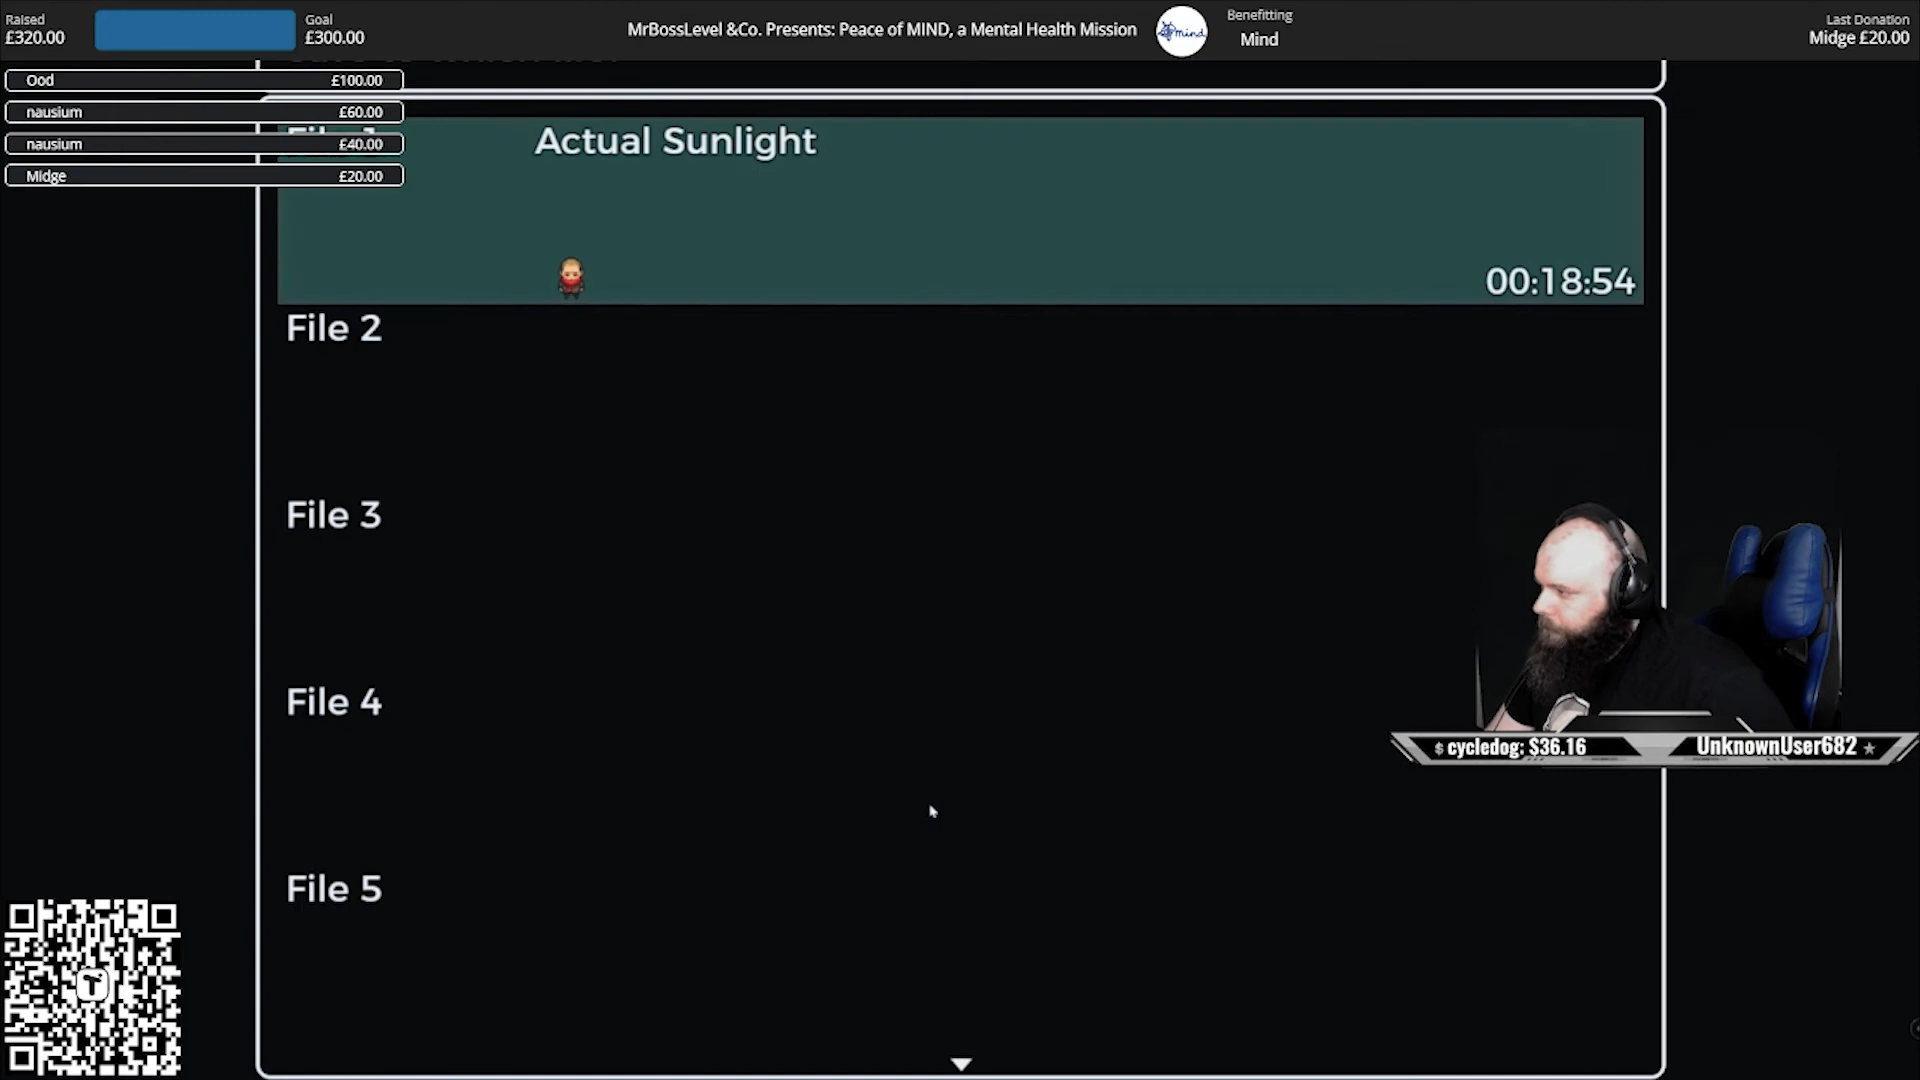 Raised
£320.00
Goal
£300.00
MrBossLevel &Co. Presents: Peace of MIND, a Mental Health Mission
mind
Benefitting
Mind
Last Donation
Midge £20.00
Ood £100.00
nausium £60.00
nausium £40.00
Midge £20.00
Actual Sunlight
00:18:54
File 2
File 3
File 4
File 5
$ cycledog: $36.16
UnknownUser682